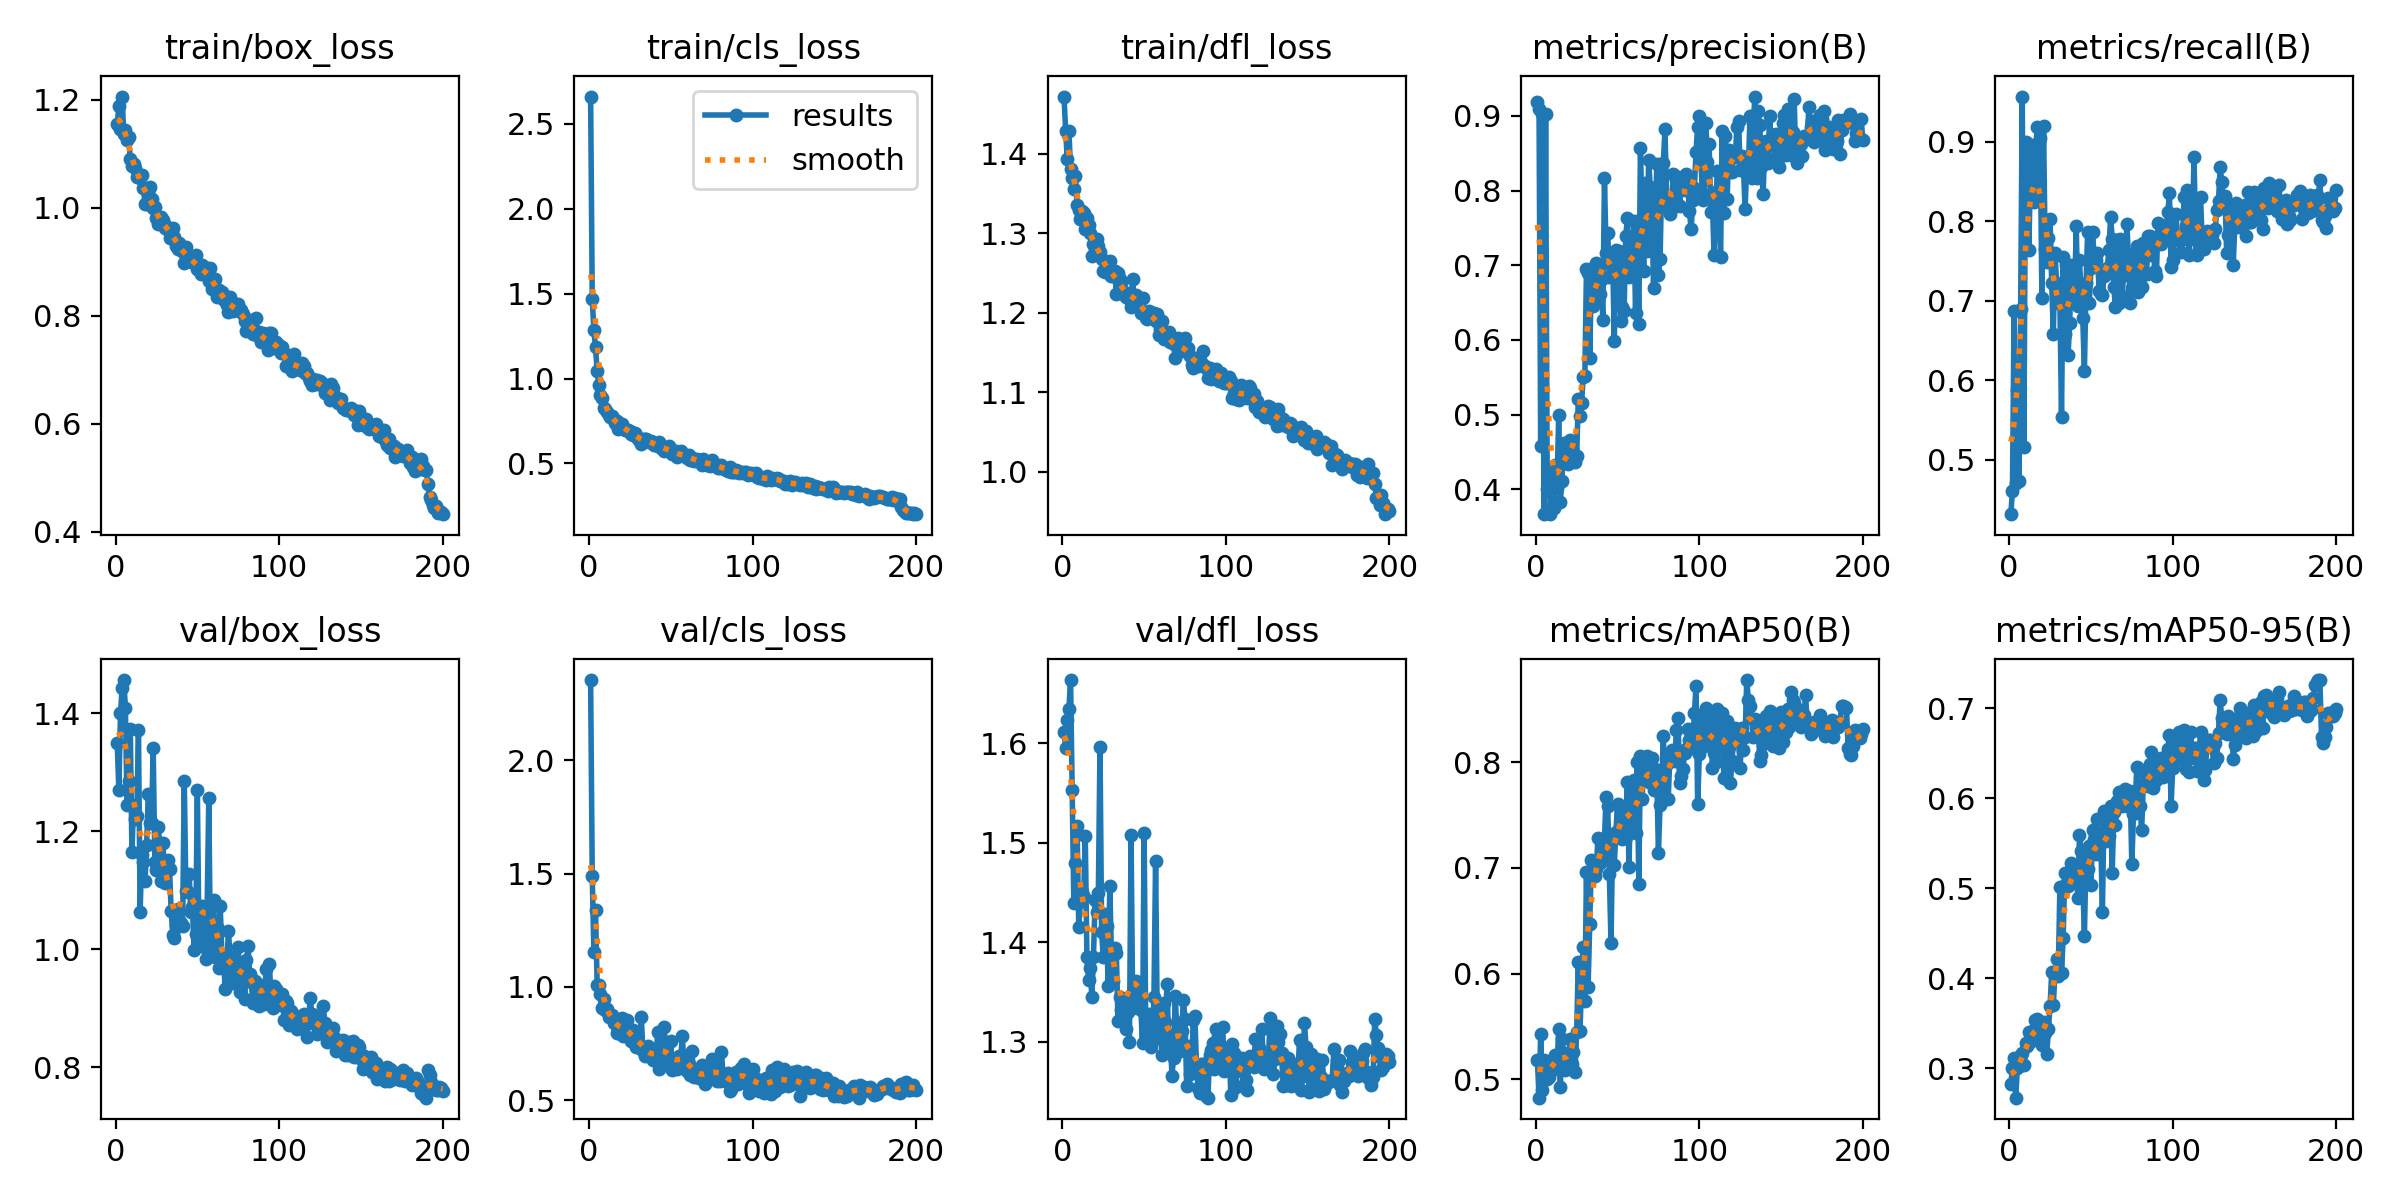 train/box_loss
1.2
1.0
0.8
0.6
0.4
0 100 200
train/cls_loss
results
smooth
2.5
2.0
1.5
1.0
0.5
0 100 200
train/dfl_loss
1.4
1.3
1.2
1.1
1.0
0 100 200
metrics/precision(B)
0.9
0.8
0.7
0.6
0.5
0.4
0 100 200
metrics/recall(B)
0.9
0.8
0.7
0.6
0.5
0 100 200
val/box_loss
1.4
1.2
1.0
0.8
0 100 200
val/cls_loss
2.0
1.5
1.0
0.5
0 100 200
val/dfl_loss
1.6
1.5
1.4
1.3
0 100 200
metrics/mAP50(B)
0.8
0.7
0.6
0.5
0 100 200
metrics/mAP50-95(B)
0.7
0.6
0.5
0.4
0.3
0 100 200